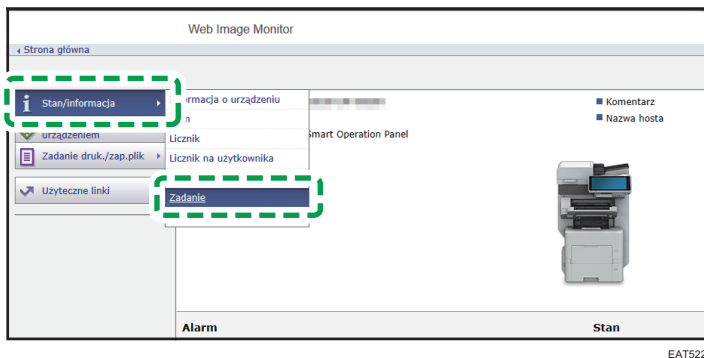 Web Image Monitor
Strona główna
Stan/informacja
urządzeniem
Zadanie druk./zap.plik
Użyteczne linki
ormacja o urządzeniu
Licznik
Licznik na użytkownika
Zadanie
Smart Operation Panel
Komentarz
Nazwa hosta
Alarm
Stan
EAT522